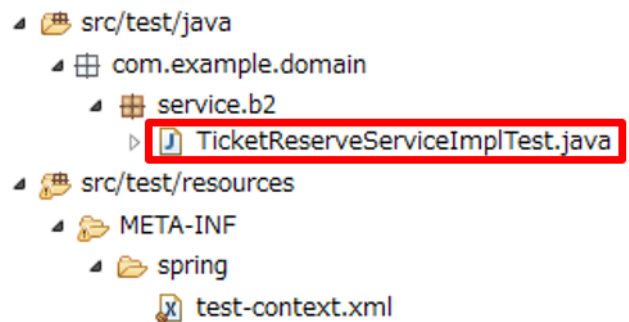 src/test/java
com.example.domain
service.b2
TicketReserveServiceImplTest.java
src/test/resources
META-INF
spring
test-context.xml